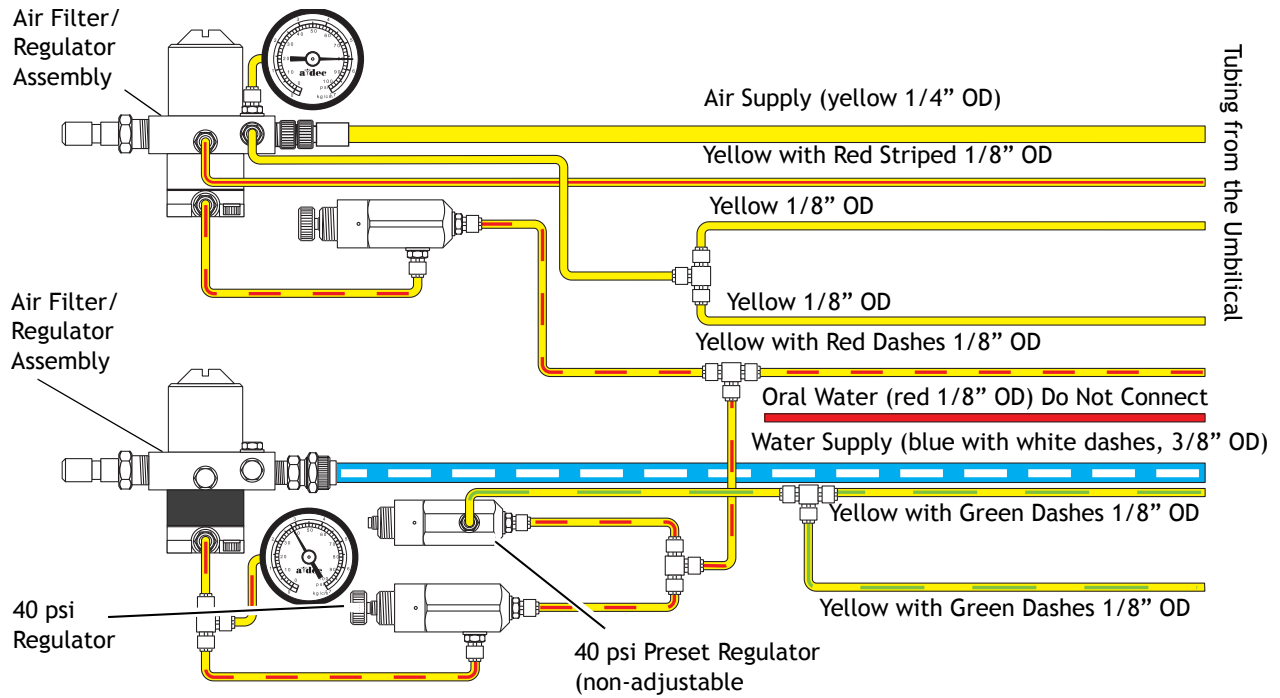 Air Filter/
Regulator
Assembly
Air Supply (yellow 1/4” OD)
Yellow with Red Striped 1/8” OD
Yellow 1/8” OD
Tubing from the Umbilical
Air Filter/
Regulator
Assembly
Yellow 1/8” OD
Yellow with Red Dashes 1/8” OD
Oral Water (red 1/8” OD) Do Not Connect
Water Supply (blue with white dashes, 3/8” OD)
Yellow with Green Dashes 1/8” OD
40 psi
Regulator
Yellow with Green Dashes 1/8” OD
40 psi Preset Regulator
(non-adjustable